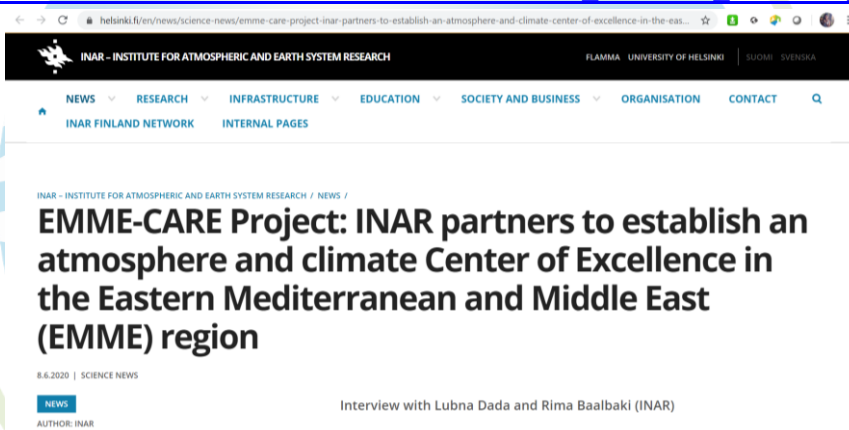 helsinki.fi/en/news/science-news/emme-care-project-inar-partners-to-establish-an-atmosphere-and-climate-center-of-excellence-in-the-eas...
INAR – INSTITUTE FOR ATMOSPHERIC AND EARTH SYSTEM RESEARCH FLAMMA UNIVERSITY OF HELSINKI SUOMI SVENSKA
NEWS RESEARCH INFRASTRUCTURE EDUCATION SOCIETY AND BUSINESS ORGANISATION CONTACT
INAR FINLAND NETWORK INTERNAL PAGES
INAR – INSTITUTE FOR ATMOSPHERIC AND EARTH SYSTEM RESEARCH / NEWS /
EMME-CARE Project: INAR partners to establish an
atmosphere and climate Center of Excellence in
the Eastern Mediterranean and Middle East
(EMME) region
8.6.2020 | SCIENCE NEWS
NEWS
Interview with Lubna Dada and Rima Baalbaki (INAR)
AUTHOR: INAR